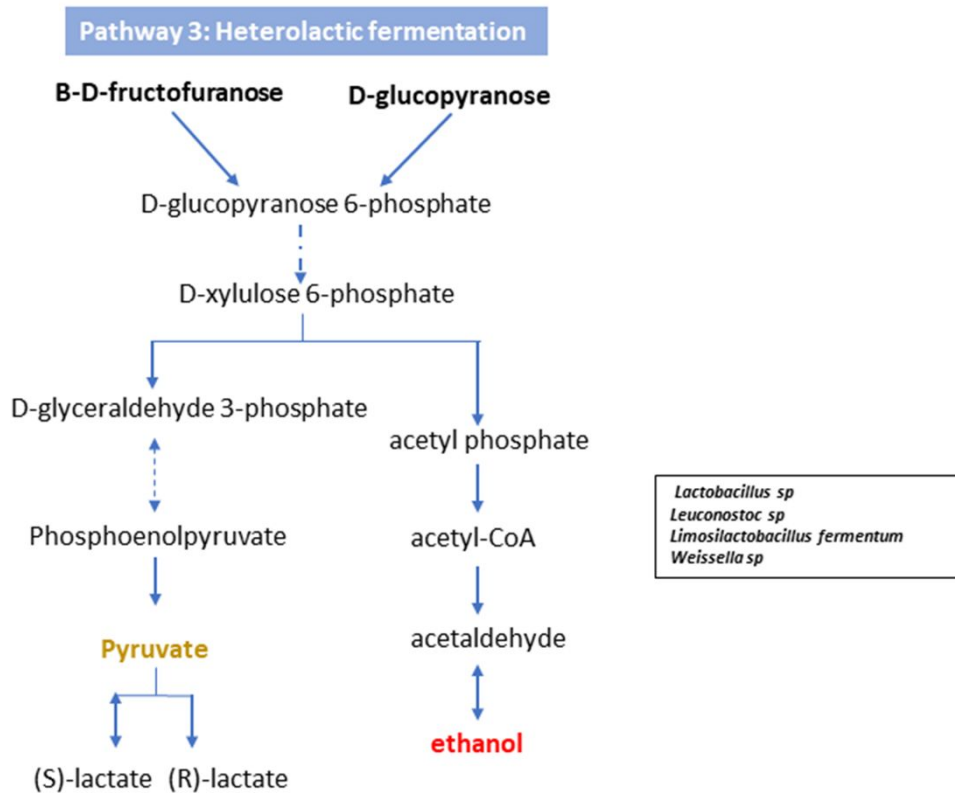 Pathway 3: Heterolactic fermentation
B-D-fructofuranose D-glucopyranose
D-glucopyranose 6-phosphate
D-xylulose 6-phosphate
D-glyceraldehyde 3-phosphate
acetyl phosphate
Phosphoenolpyruvate
acetyl-CoA
Lactobacillus sp
Leuconostoc sp
Limosilactobacillus fermentum
Weissella sp
Pyruvate
acetaldehyde
ethanol
(S)-lactate (R)-lactate